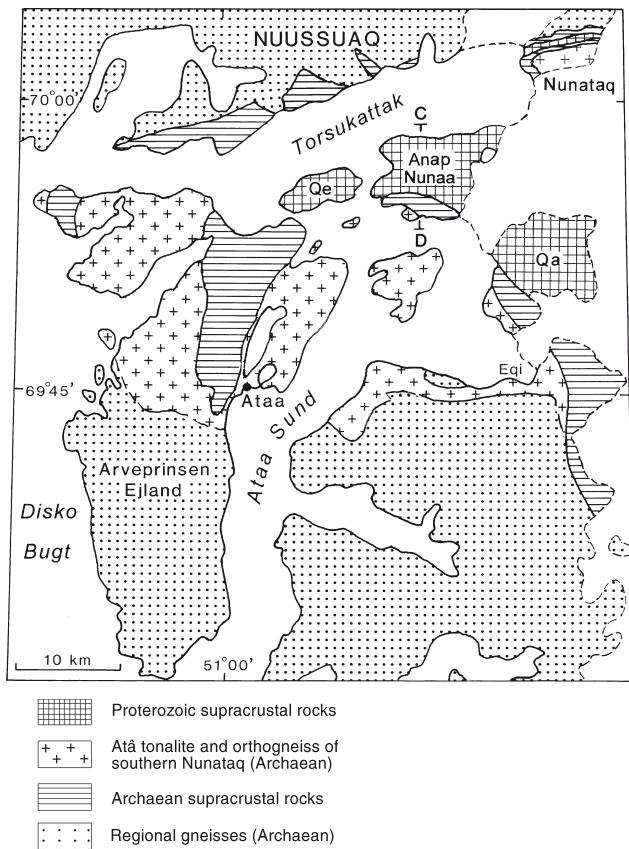 NUUSSUAQ
Nunataq
70°00'
Torsukattak
C
Anap
Nunaa
Qe
D
Qa
Eqi
69°45'
Ataa
Ataa Sund
Arveprinsen
Ejland
Disko
Bugt
10 km
51°00'
Proterozoic supracrustal rocks
Atâ tonalite and orthogneiss of
southern Nunataq (Archaean)
Archaean supracrustal rocks
Regional gneisses (Archaean)